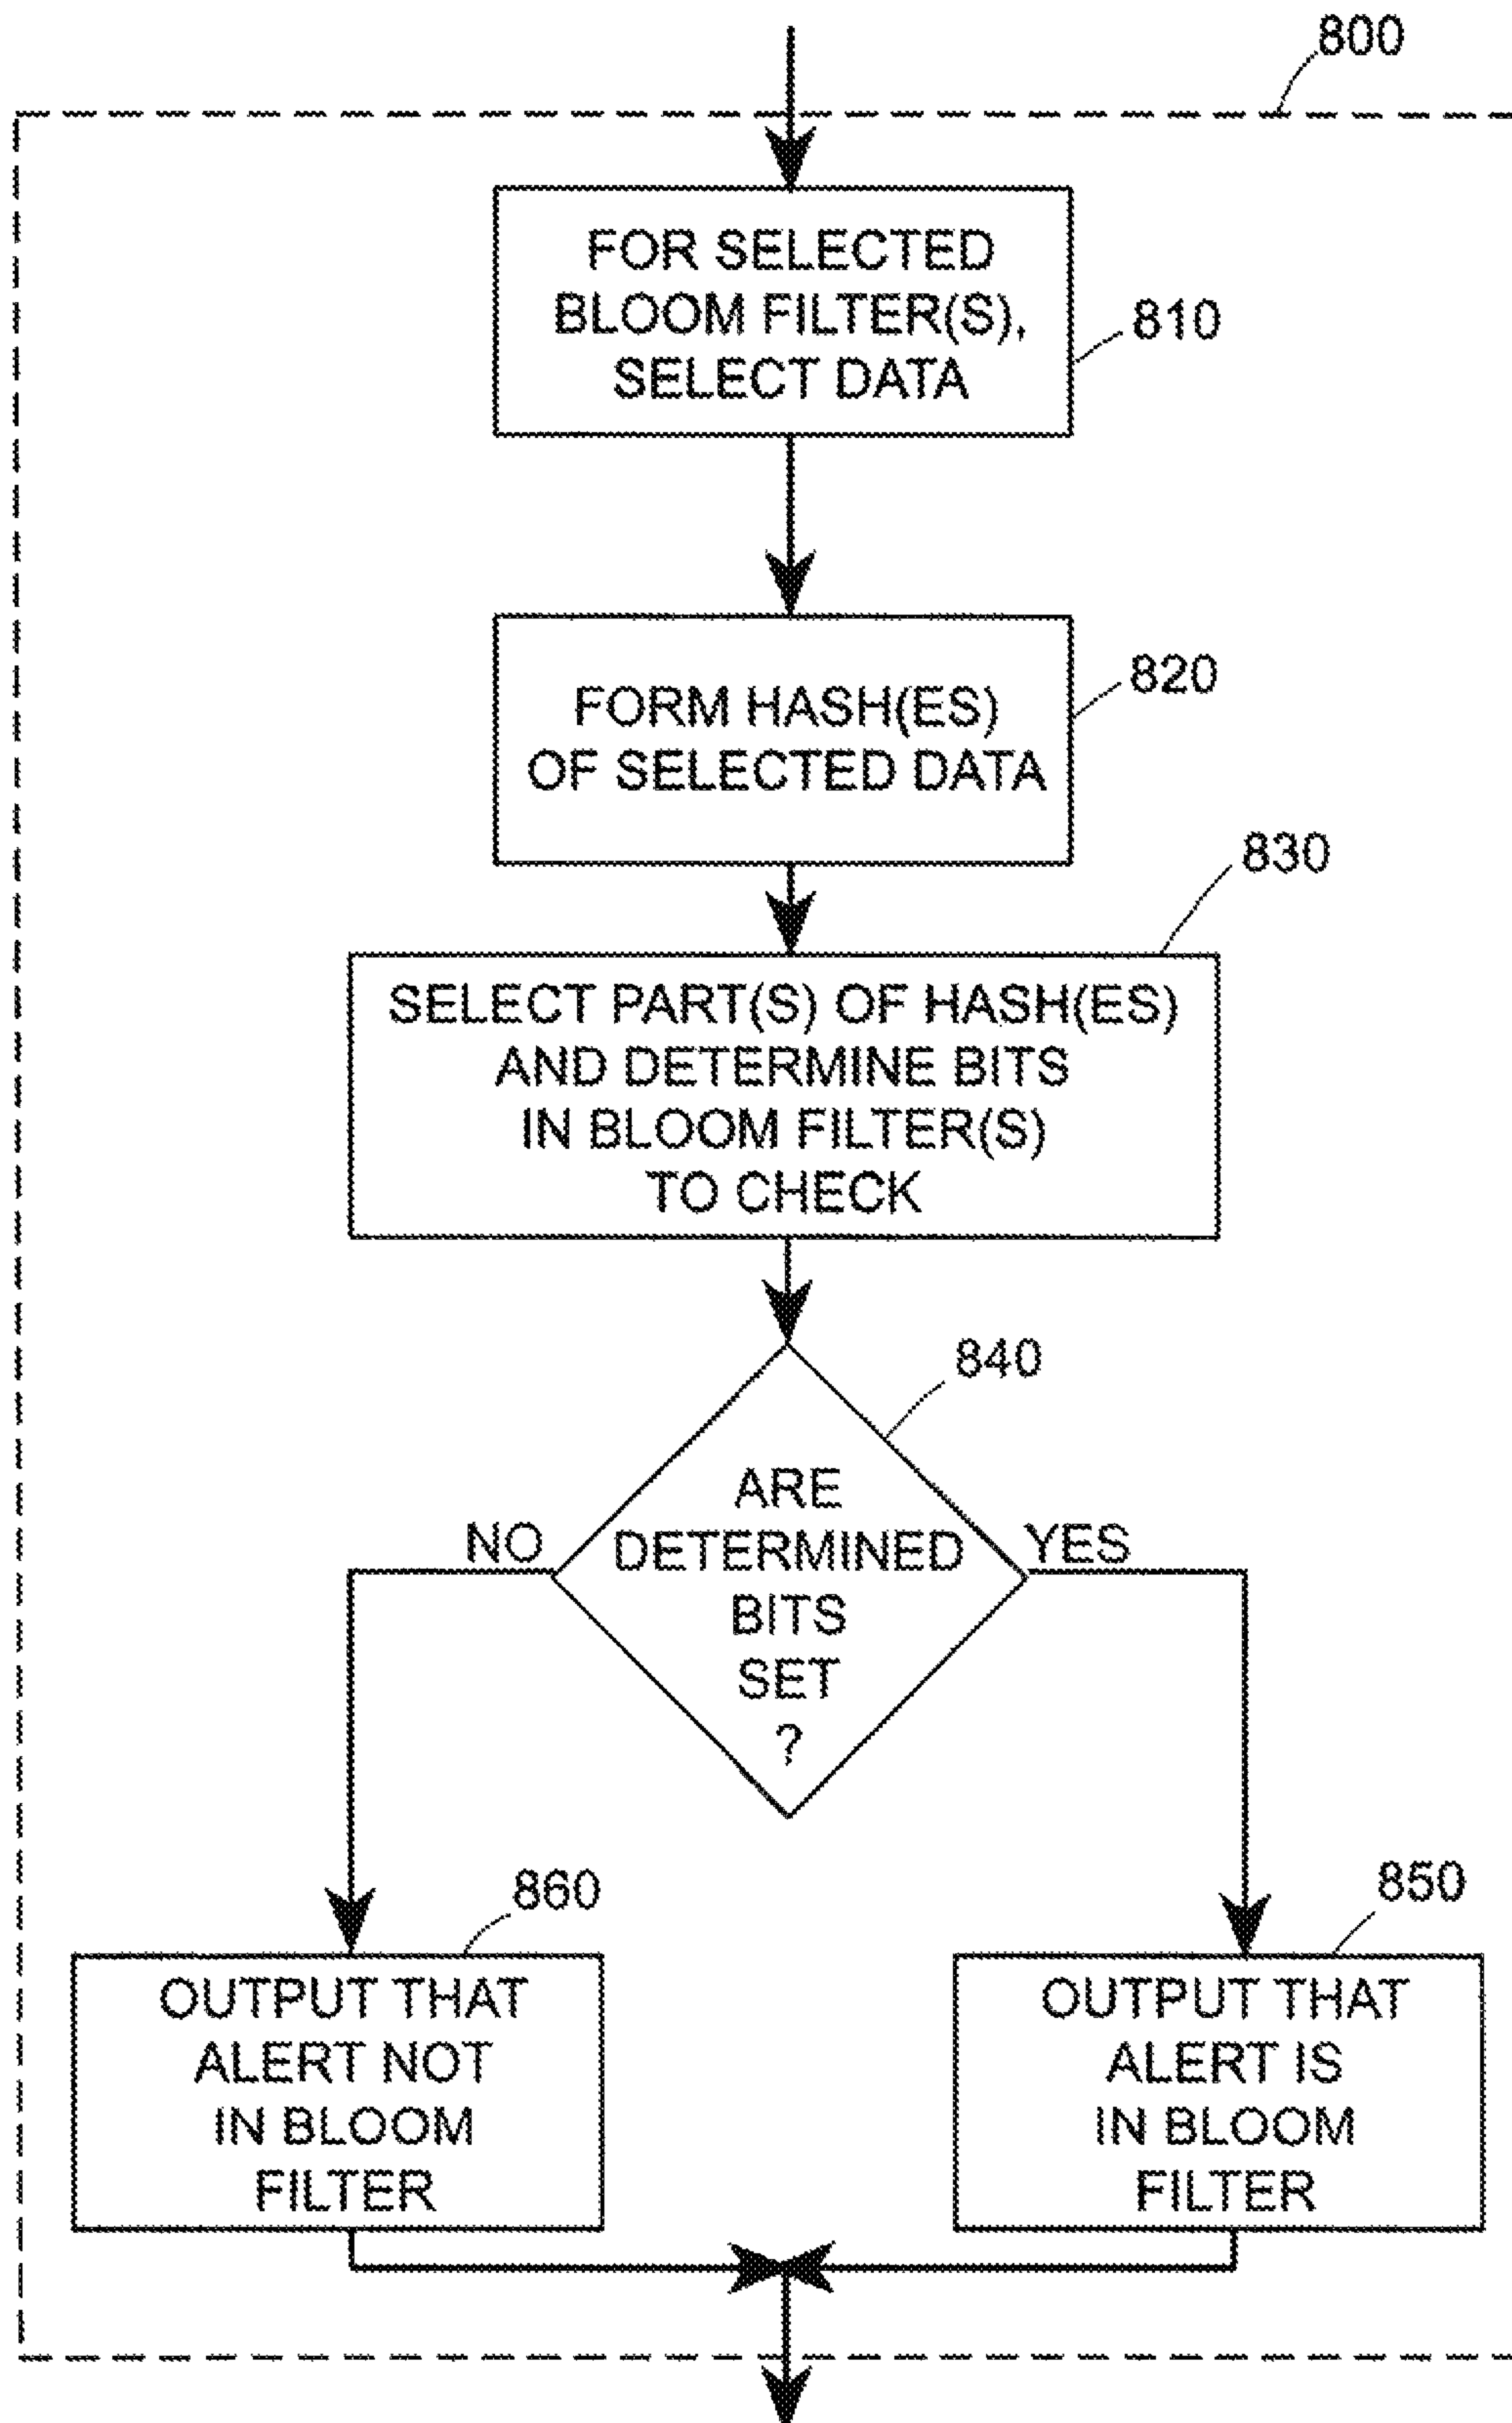 800
FOR SELECTED
BLOOM FILTER(S),
SELECT DATA
810
FORM HASH(ES)
OF SELECTED DATA
820
830
SELECT PART(S) OF HASH(ES)
AND DETERMINE BITS
IN BLOOM FILTER(S)
TO CHECK
840
ARE
DETERMINED
BITS
SET
?
NO
YES
860
OUTPUT THAT
ALERT NOT
IN BLOOM
FILTER
850
OUTPUT THAT
ALERT IS
IN BLOOM
FILTER